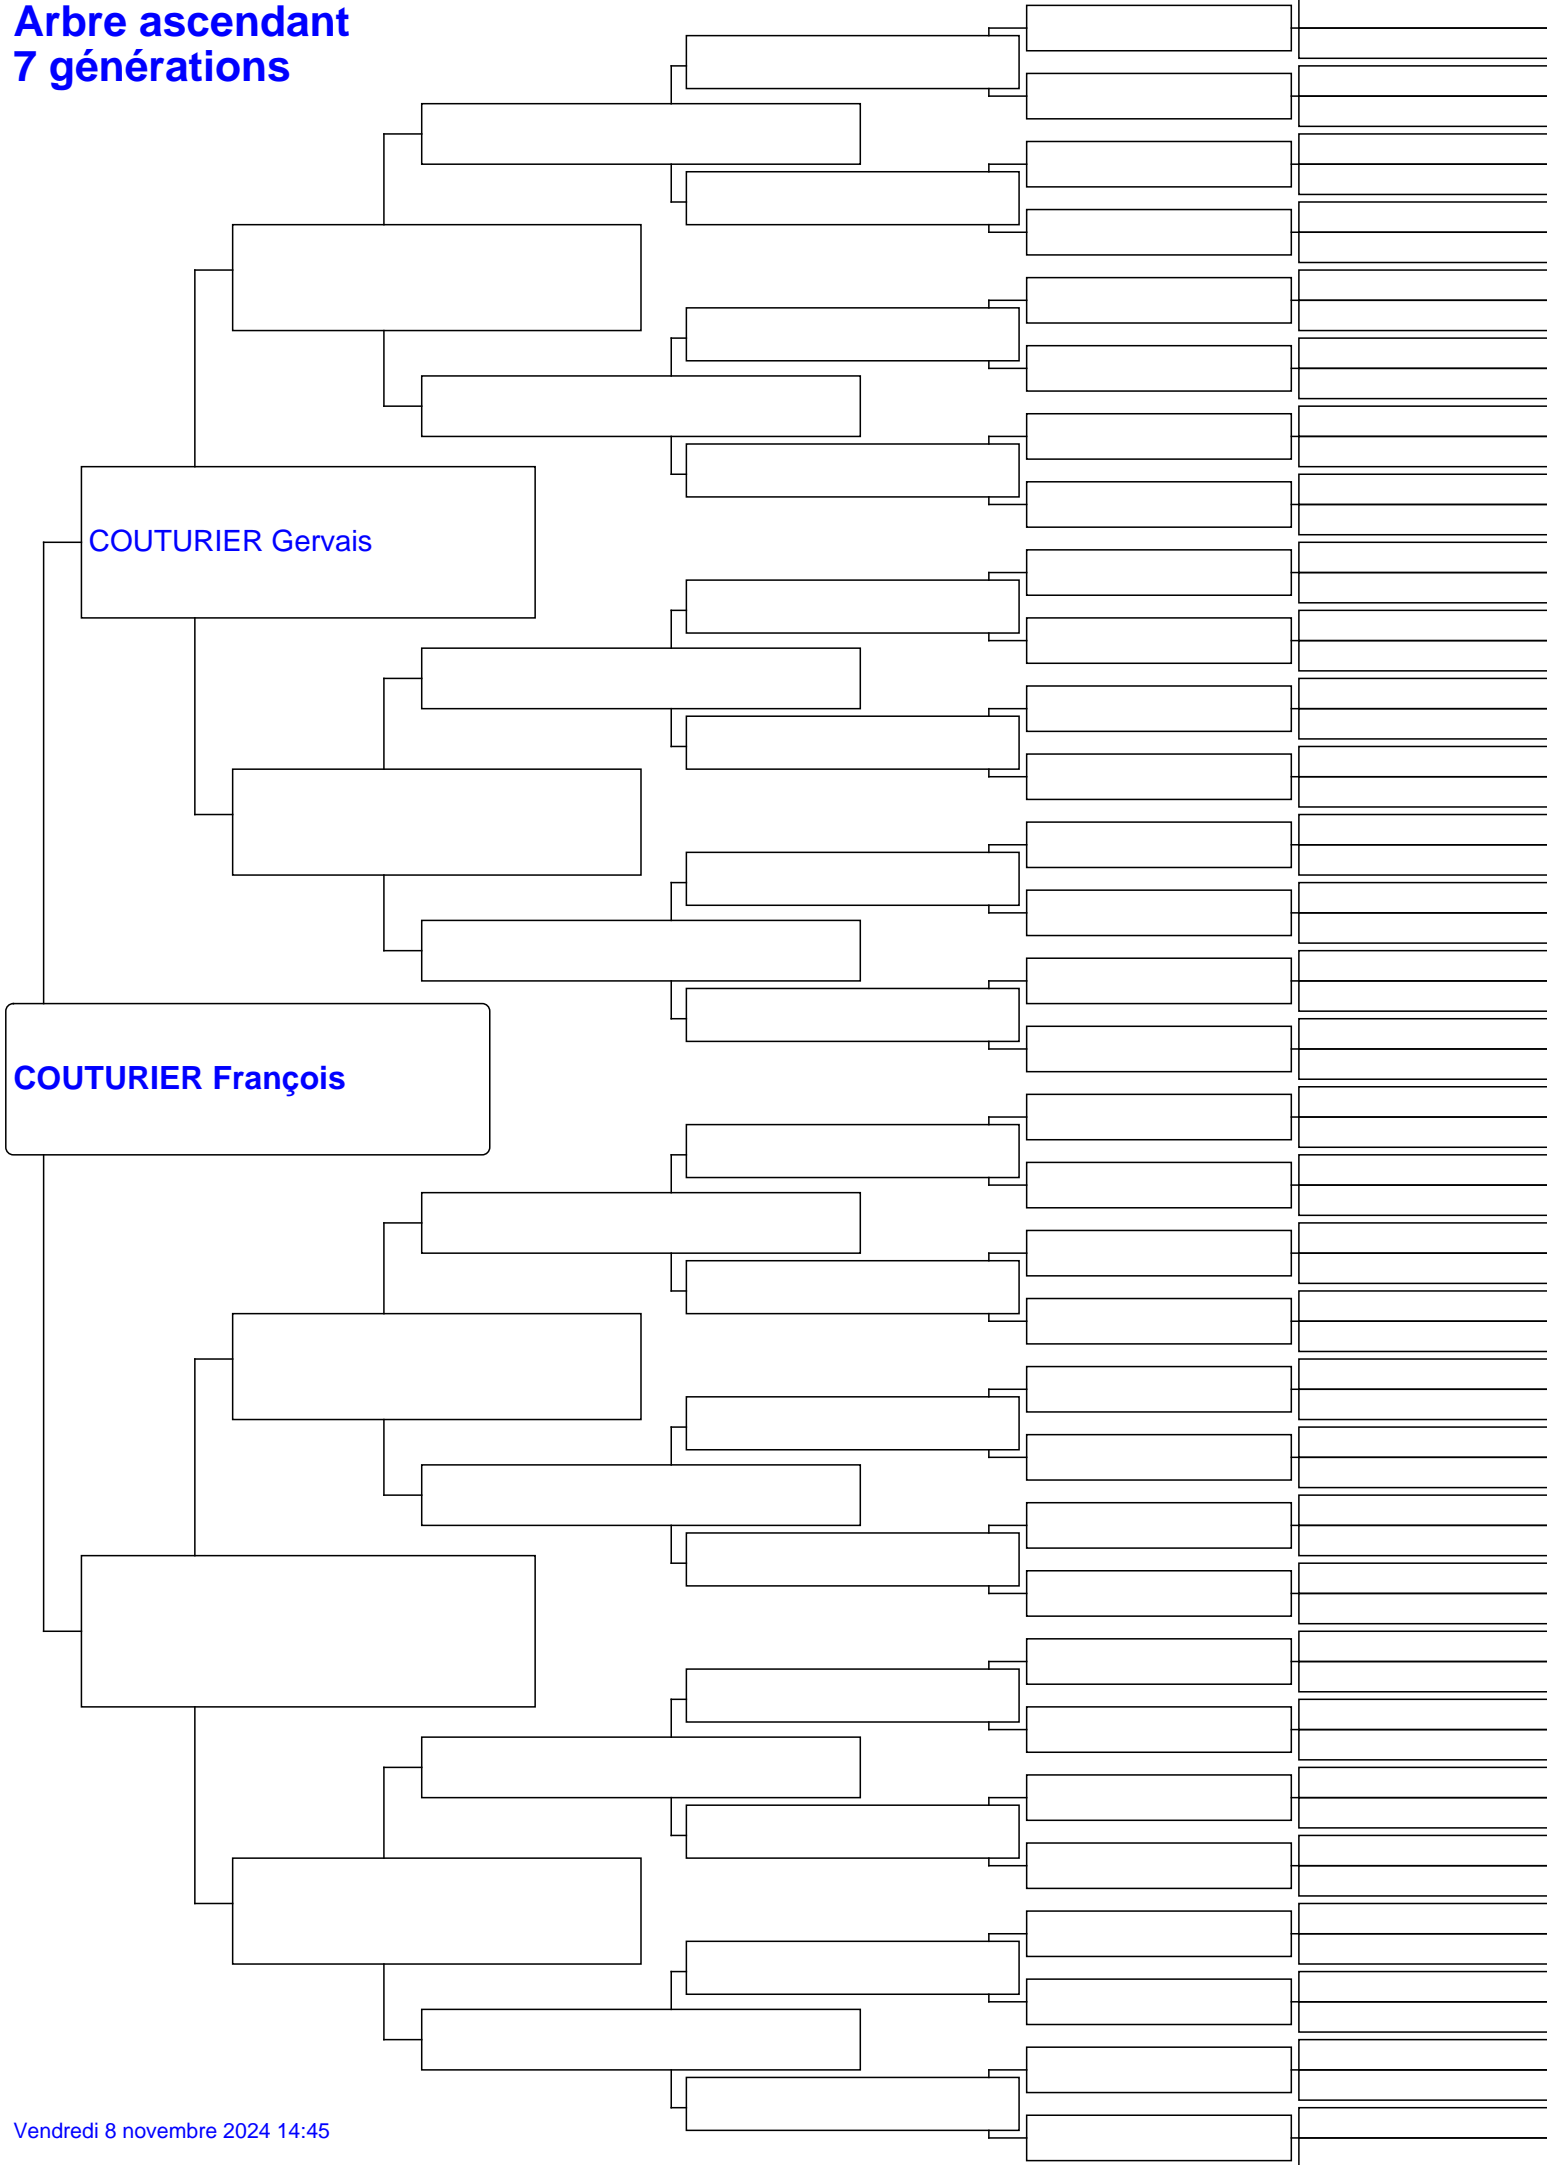 Arbre ascendant
7 générations
COUTURIER Gervais
COUTURIER François
Vendredi 8 novembre 2024 14:45